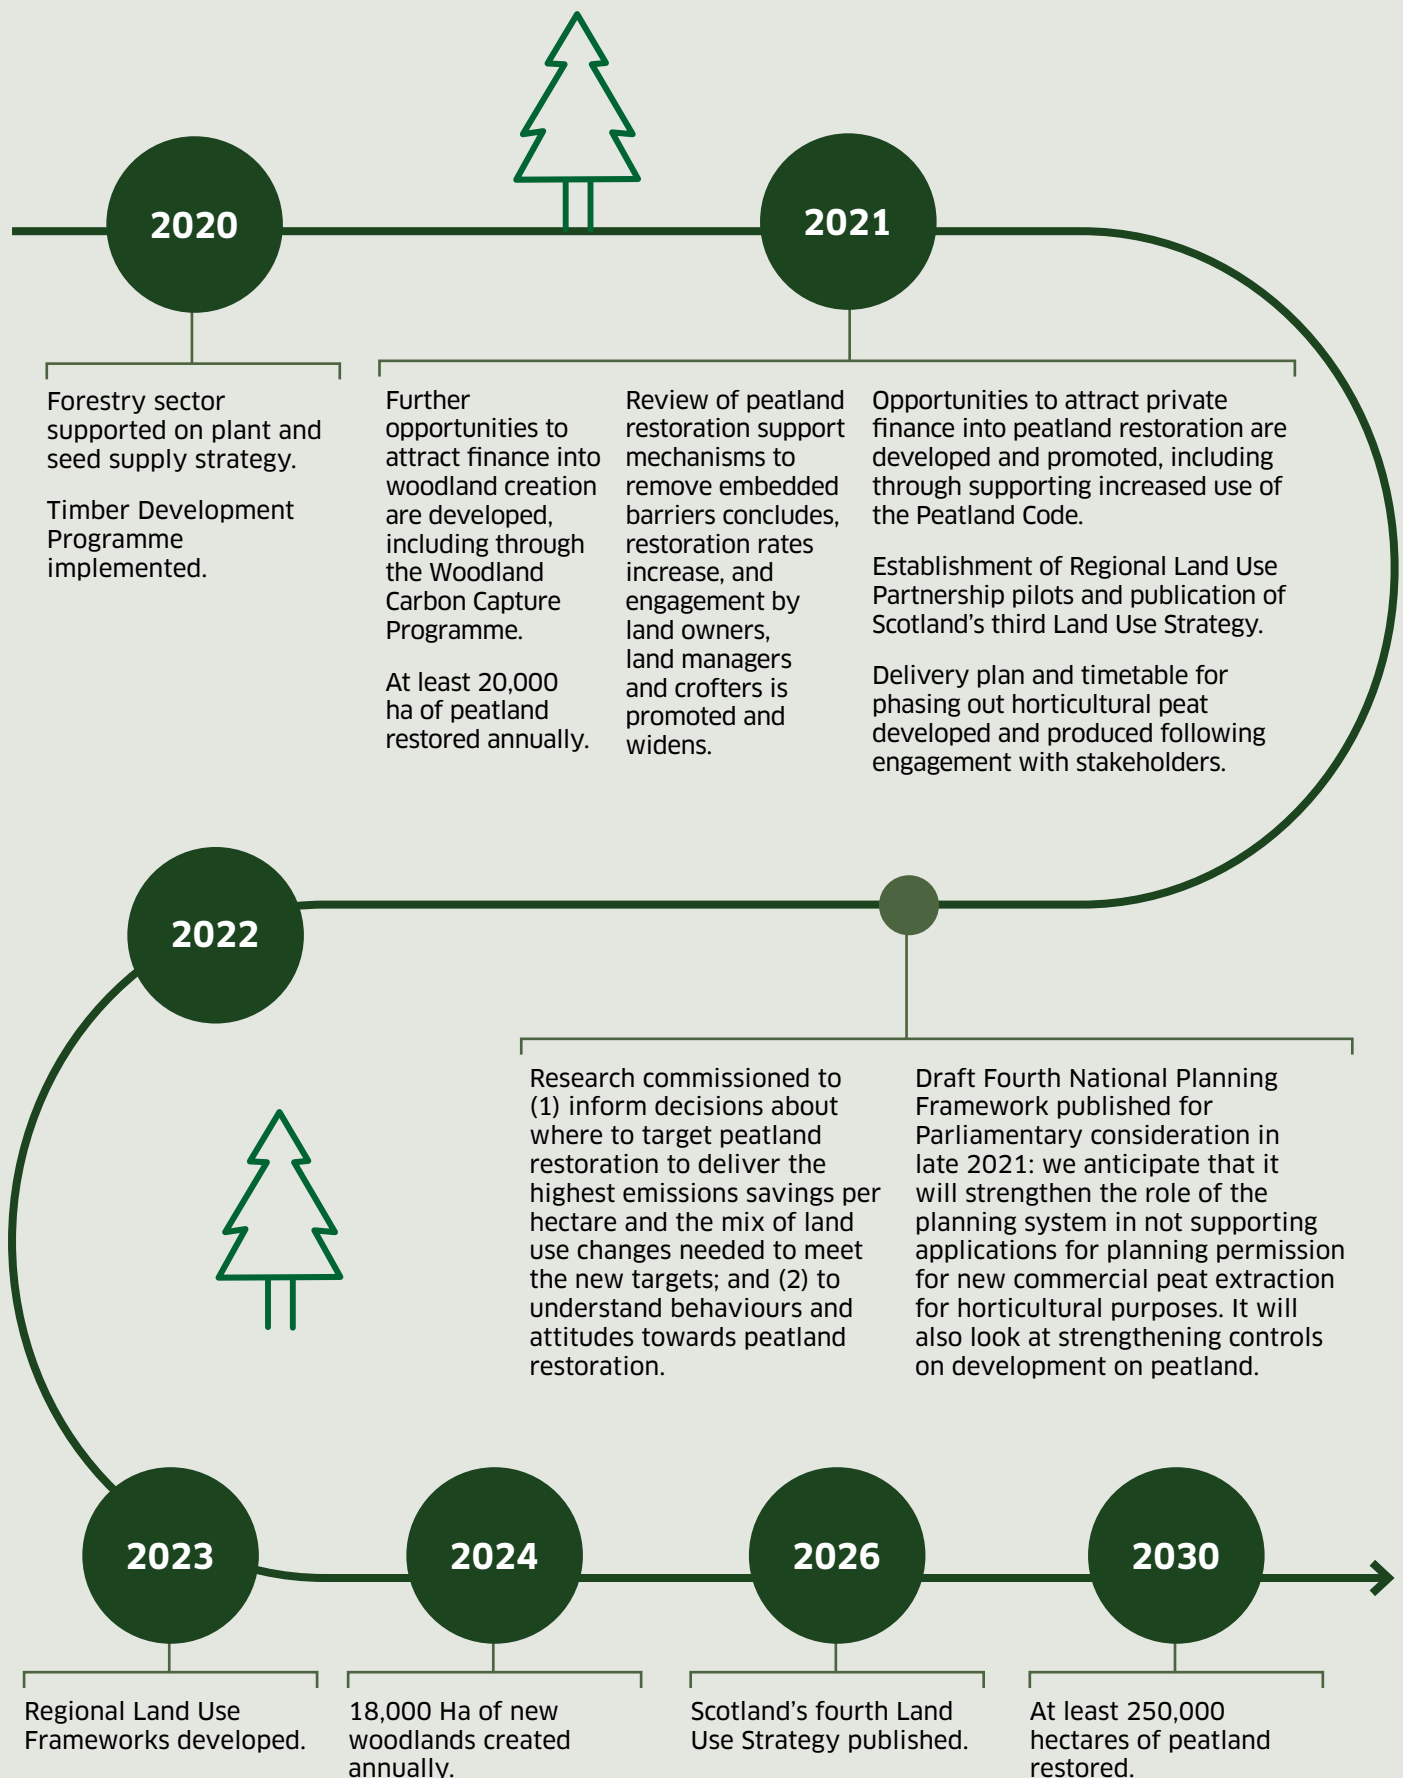 2020
2021
Forestry sector
supported on plant and
seed supply strategy.
Timber Development
Programme
implemented.
Further
opportunities to
attract finance into
woodland creation
are developed,
including through
the Woodland
Carbon Capture
Programme.
At least 20,000
ha of peatland
restored annually.
Review of peatland
restoration support
mechanisms to
remove embedded
barriers concludes,
restoration rates
increase, and
engagement by
land owners,
land managers
and crofters is
promoted and
widens.
Opportunities to attract private
finance into peatland restoration are
developed and promoted, including
through supporting increased use of
the Peatland Code.
Establishment of Regional Land Use
Partnership pilots and publication of
Scotland’s third Land Use Strategy.
Delivery plan and timetable for
phasing out horticultural peat
developed and produced following
engagement with stakeholders.
2022
Research commissioned to
(1) inform decisions about
where to target peatland
restoration to deliver the
highest emissions savings per
hectare and the mix of land
use changes needed to meet
the new targets; and (2) to
understand behaviours and
attitudes towards peatland
restoration.
Draft Fourth National Planning
Framework published for
Parliamentary consideration in
late 2021: we anticipate that it
will strengthen the role of the
planning system in not supporting
applications for planning permission
for new commercial peat extraction
for horticultural purposes. It will
also look at strengthening controls
on development on peatland.
2023
2024
2026
2030
Regional Land Use
Frameworks developed.
18,000 Ha of new
woodlands created
annually.
Scotland’s fourth Land
Use Strategy published.
At least 250,000
hectares of peatland
restored.